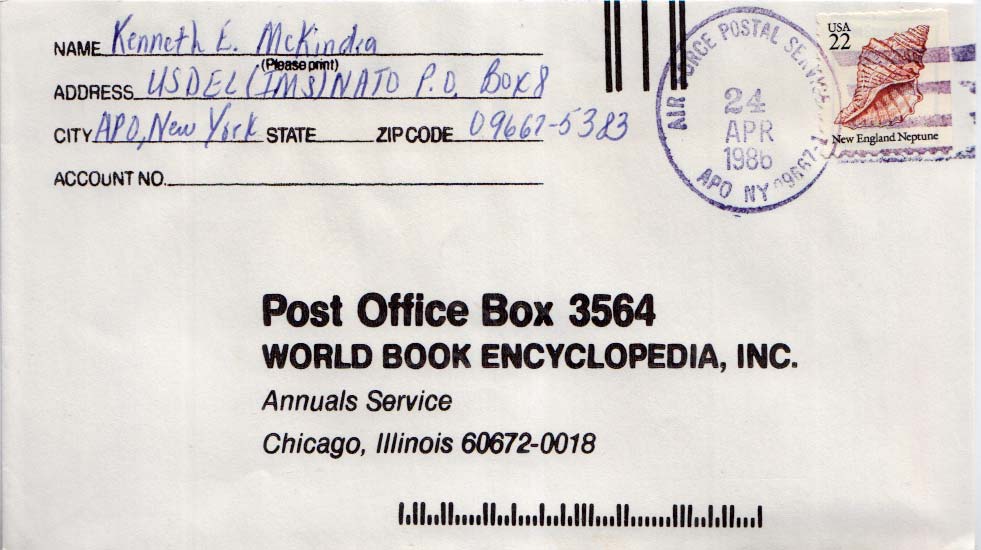 NAME Kenneth E. McKindra
(Please print)
ADDRESS USDEL (IMS) NATO P.O. Box 8
CITY APO, New York STATE ZIP CODE 09667-5383
ACCOUNT NO.
AIR FORCE POSTAL SERVICE
24
APR
1986
APO NY 09667-1
USA
22
New England Neptune
Post Office Box 3564
WORLD BOOK ENCYCLOPEDIA, INC.
Annuals Service
Chicago, Illinois 60672-0018